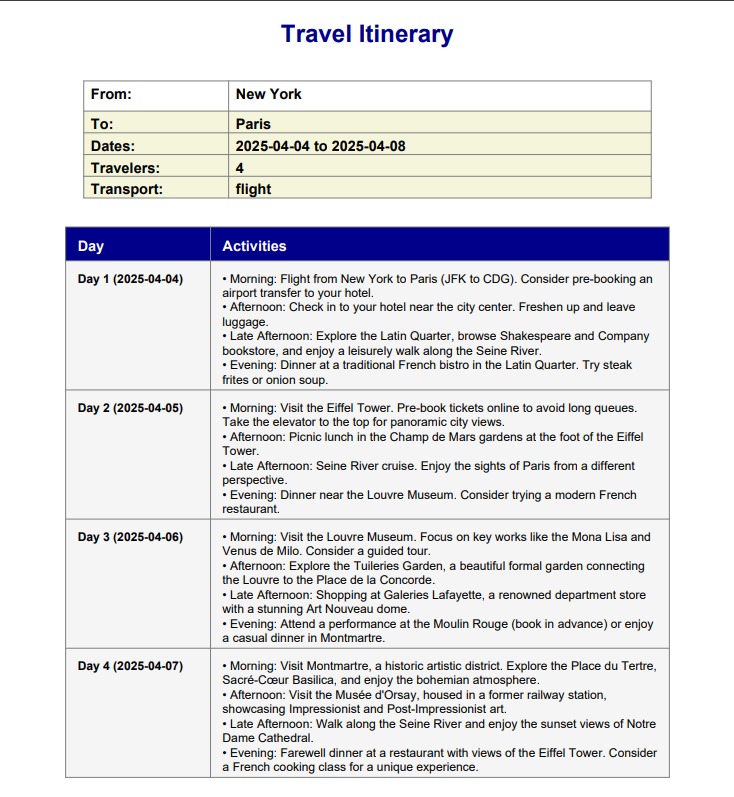 Travel Itinerary
From: New York
To: Paris
Dates: 2025-04-04 to 2025-04-08
Travelers: 4
Transport: flight
Day Activities
Day 1 (2025-04-04) • Morning: Flight from New York to Paris (JFK to CDG). Consider pre-booking an
airport transfer to your hotel.
• Afternoon: Check in to your hotel near the city center. Freshen up and leave
luggage.
• Late Afternoon: Explore the Latin Quarter, browse Shakespeare and Company
bookstore, and enjoy a leisurely walk along the Seine River.
• Evening: Dinner at a traditional French bistro in the Latin Quarter. Try steak
frites or onion soup.
Day 2 (2025-04-05) • Morning: Visit the Eiffel Tower. Pre-book tickets online to avoid long queues.
Take the elevator to the top for panoramic city views.
• Afternoon: Picnic lunch in the Champ de Mars gardens at the foot of the Eiffel
Tower.
• Late Afternoon: Seine River cruise. Enjoy the sights of Paris from a different
perspective.
• Evening: Dinner near the Louvre Museum. Consider trying a modern French
restaurant.
Day 3 (2025-04-06) • Morning: Visit the Louvre Museum. Focus on key works like the Mona Lisa and
Venus de Milo. Consider a guided tour.
• Afternoon: Explore the Tuileries Garden, a beautiful formal garden connecting
the Louvre to the Place de la Concorde.
• Late Afternoon: Shopping at Galeries Lafayette, a renowned department store
with a stunning Art Nouveau dome.
• Evening: Attend a performance at the Moulin Rouge (book in advance) or enjoy
a casual dinner in Montmartre.
Day 4 (2025-04-07) • Morning: Visit Montmartre, a historic artistic district. Explore the Place du Tertre,
Sacré-Cœur Basilica, and enjoy the bohemian atmosphere.
• Afternoon: Visit the Musée d'Orsay, housed in a former railway station,
showcasing Impressionist and Post-Impressionist art.
• Late Afternoon: Walk along the Seine River and enjoy the sunset views of Notre
Dame Cathedral.
• Evening: Farewell dinner at a restaurant with views of the Eiffel Tower. Consider
a French cooking class for a unique experience.